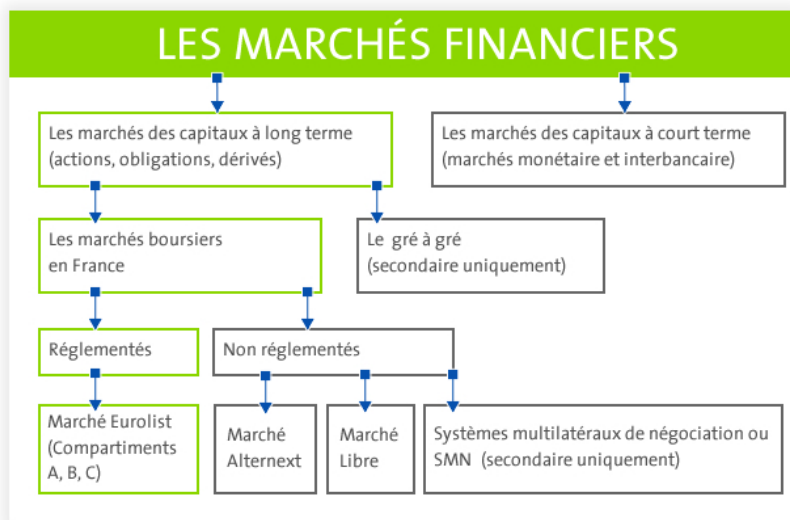 LES MARCHÉS FINANCIERS
Les marchés des capitaux à long terme
(actions, obligations, dérivés)
Les marchés des capitaux à court terme
(marchés monétaire et interbancaire)
Les marchés boursiers
en France
Le gré à gré
(secondaire uniquement)
Réglementés
Non réglementés
Marché Eurolist
(Compartiments
A, B, C)
Marché
Alternext
Marché
Libre
Systèmes multilatéraux de négociation ou
SMN (secondaire uniquement)